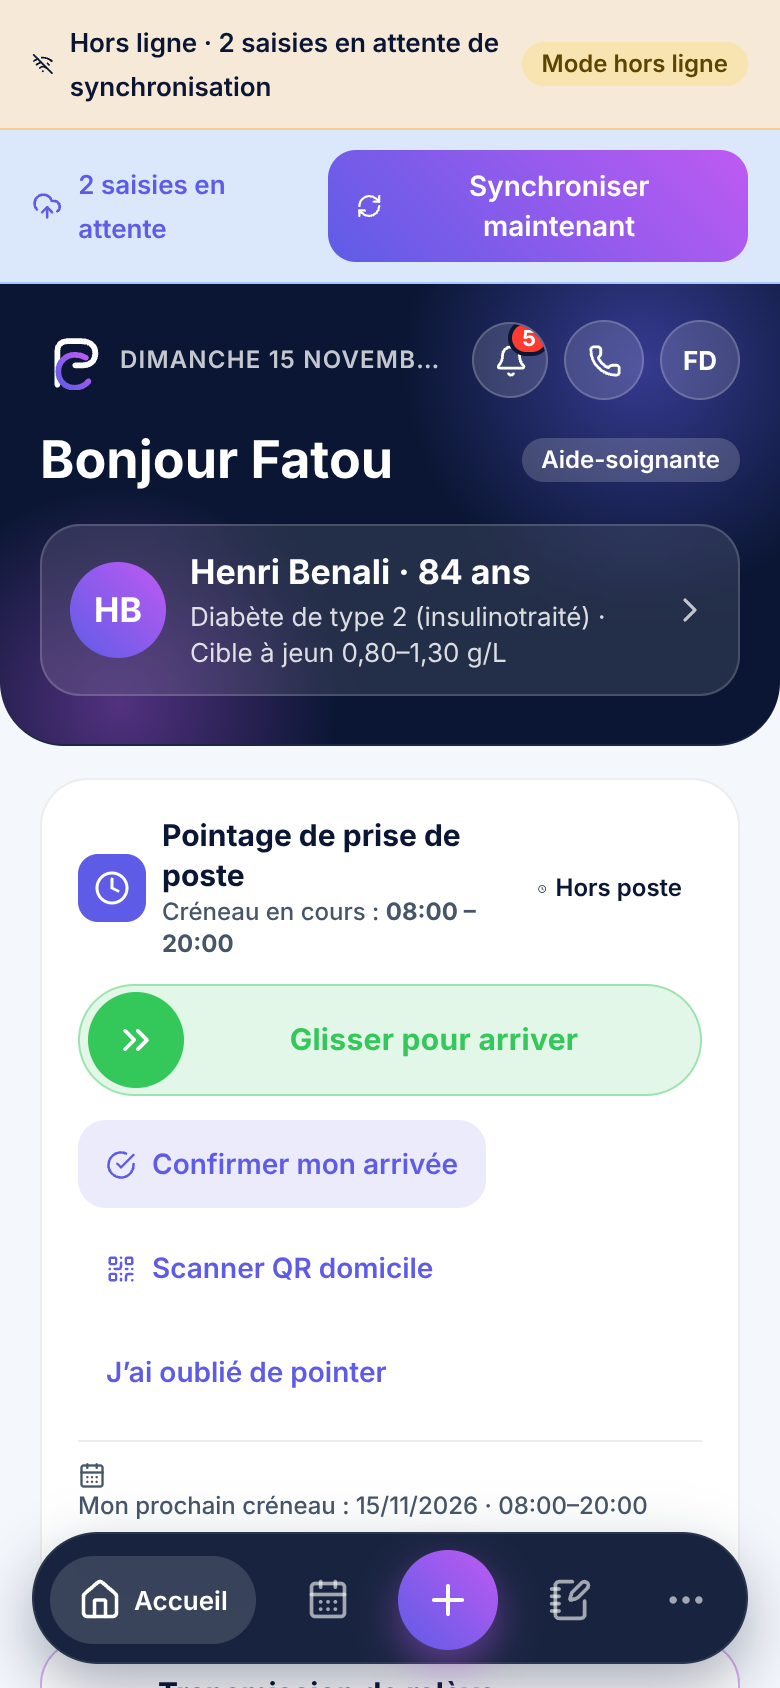 Hors ligne · 2 saisies en attente de
synchronisation
Mode hors ligne
2 saisies en
attente
Synchroniser
maintenant
DIMANCHE 15 NOVEMB…
5
FD
Bonjour Fatou
Aide-soignante
HB
Henri Benali · 84 ans
Diabète de type 2 (insulinotraité) ·
Cible à jeun 0,80–1,30 g/L
Pointage de prise de
poste
Créneau en cours : 08:00 –
20:00
Hors poste
Glisser pour arriver
Confirmer mon arrivée
Scanner QR domicile
J’ai oublié de pointer
Mon prochain créneau : 15/11/2026 · 08:00–20:00
Accueil